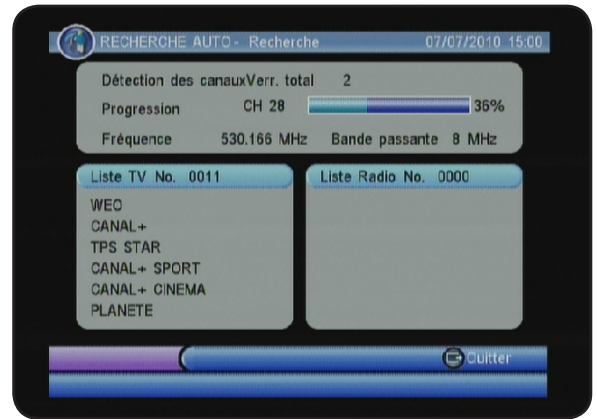 RECHERCHE AUTO - Recherche 07/07/2010 15:00
Détection des canauxVerr. total 2
Progression CH 28 36%
Fréquence 530.166 MHz Bande passante 8 MHz
Liste TV No. 0011 Liste Radio No. 0000
WEO
CANAL+
TPS STAR
CANAL+ SPORT
CANAL+ CINEMA
PLANETE
Quitter